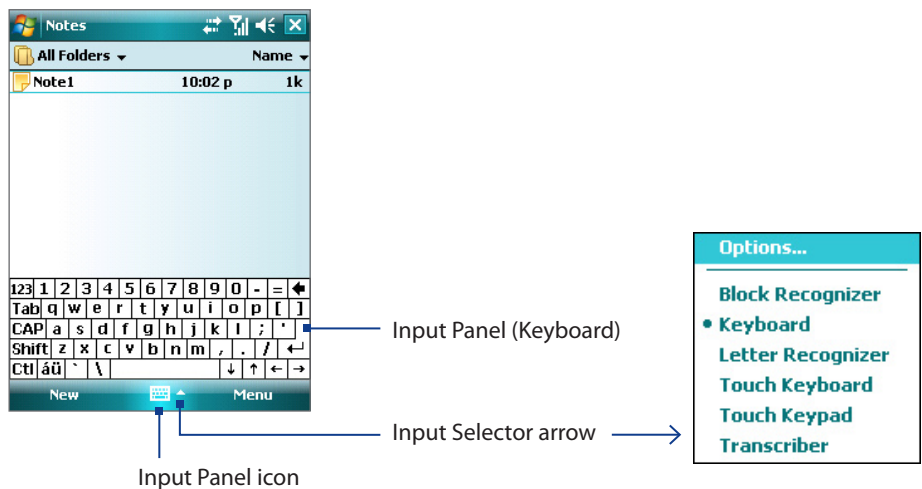 Notes
All Folders Name
Note1 10:02 p 1k
123 1 2 3 4 5 6 7 8 9 0 - = 🡸
Tab q w e r t y u i o p [ ]
CAP a s d f g h j k l ; '
Shift z x c v b n m , . / ↵
Ctl áü ` \ ↓ ↑ ← →
New Menu
Input Panel (Keyboard)
Input Selector arrow
Input Panel icon
Options...
Block Recognizer
Keyboard
Letter Recognizer
Touch Keyboard
Touch Keypad
Transcriber